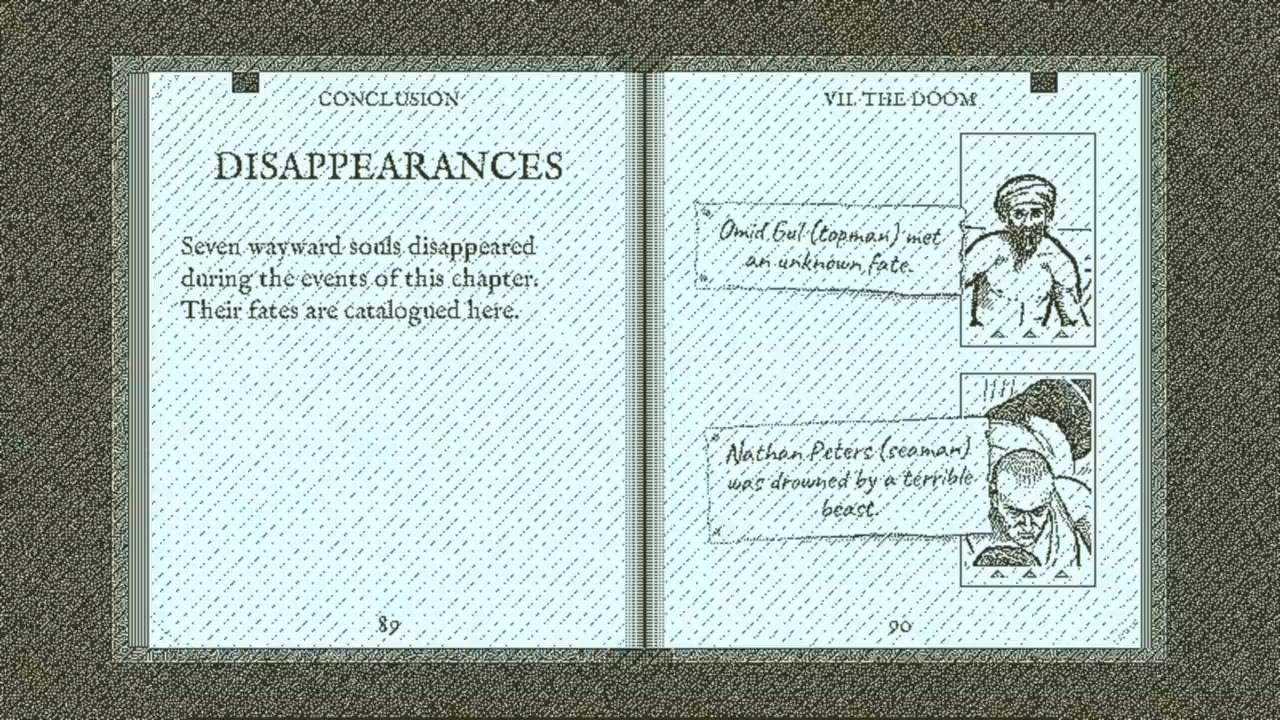 CONCLUSION
DISAPPEARANCES
Seven wayward souls disappeared
during the events of this chapter.
Their fates are catalogued here.
89
VII. THE DOOM
Omid Gul (topman) met
an unknown fate.
Nathan Peters (seaman)
was drowned by a terrible
beast.
90